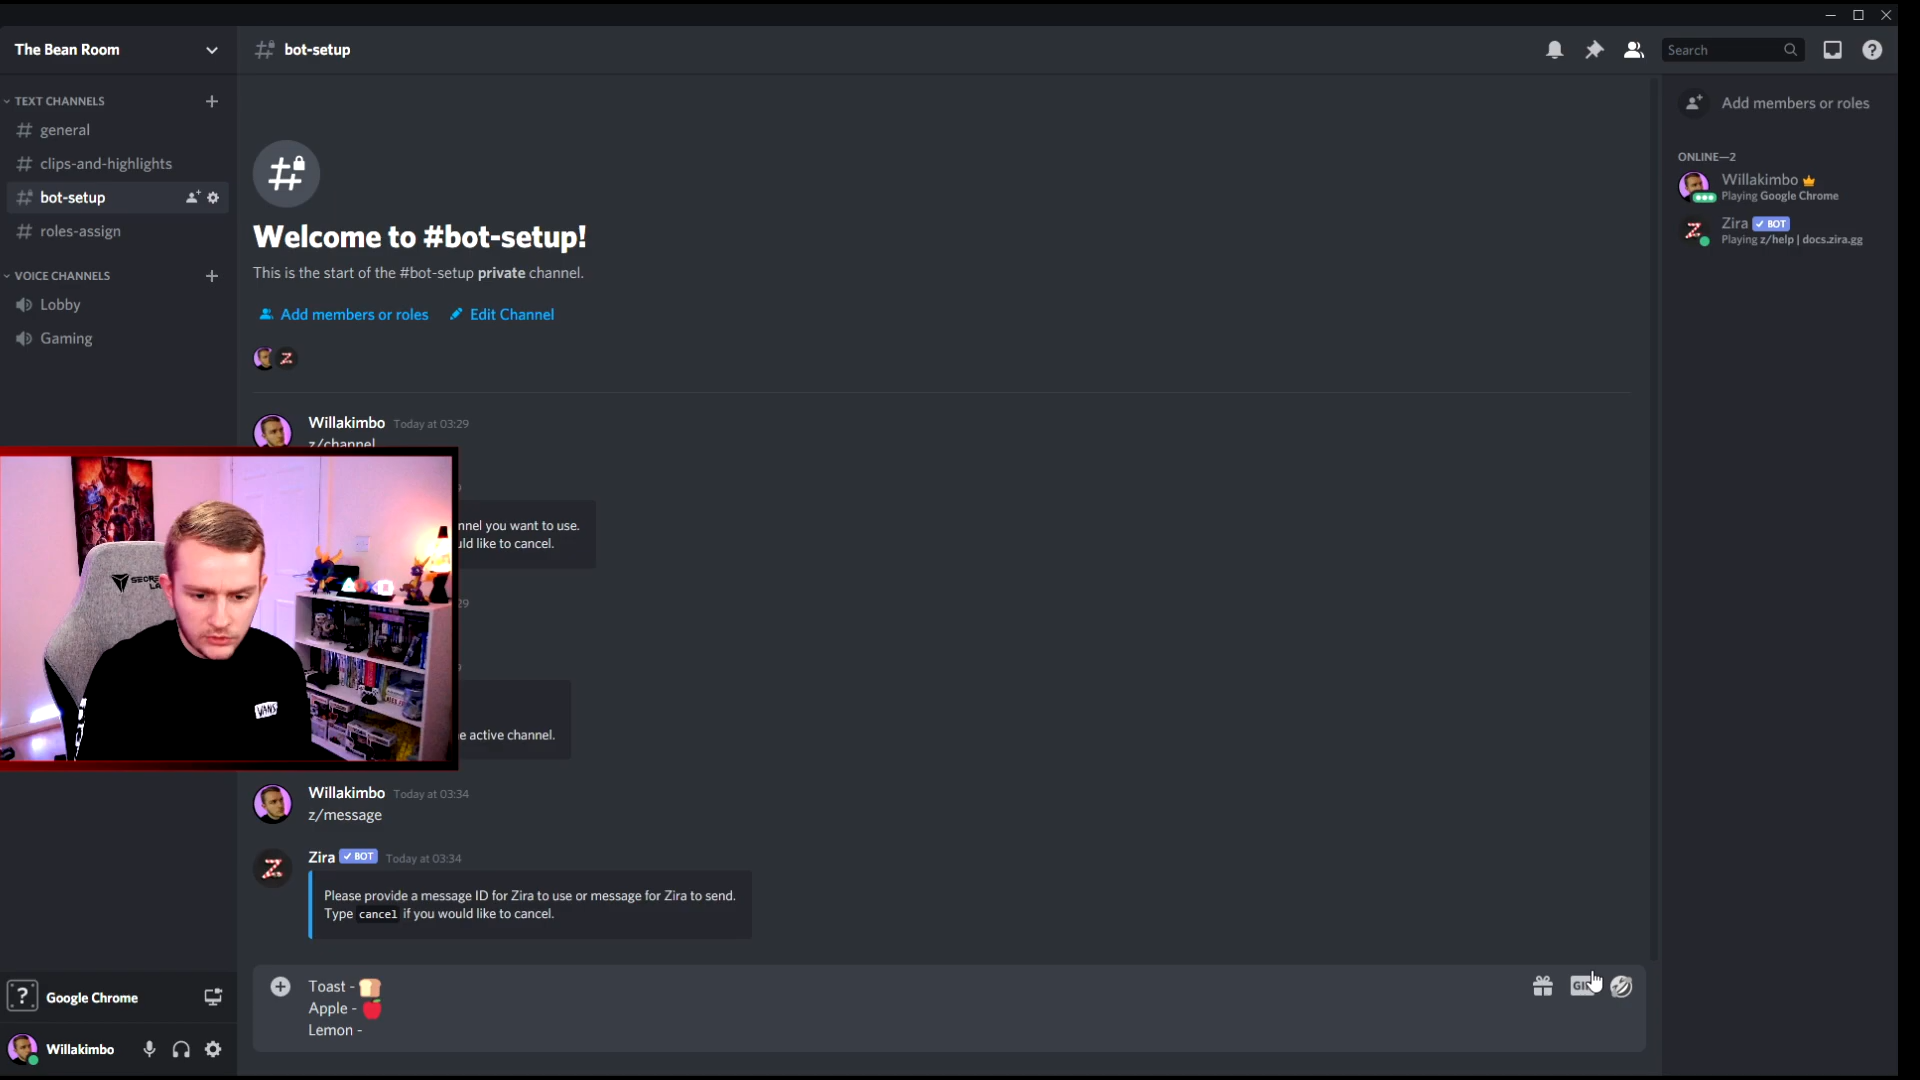 The Bean Room
TEXT CHANNELS
general
clips-and-highlights
bot-setup
roles-assign
VOICE CHANNELS
Lobby
Gaming
Google Chrome
Willakimbo
bot-setup
Welcome to #bot-setup!
This is the start of the #bot-setup private channel.
Add members or roles
Edit Channel
Willakimbo Today at 03:29
z/channel
nnel you want to use.
uld like to cancel.
29
e active channel.
VANS
Willakimbo Today at 03:34
z/message
Zira BOT Today at 03:34
Please provide a message ID for Zira to use or message for Zira to send.
Type cancel if you would like to cancel.
Toast - 🍞
Apple - 🍎
Lemon -
Search
Add members or roles
ONLINE—2
Willakimbo
Playing Google Chrome
Zira BOT
Playing z/help | docs.zira.gg